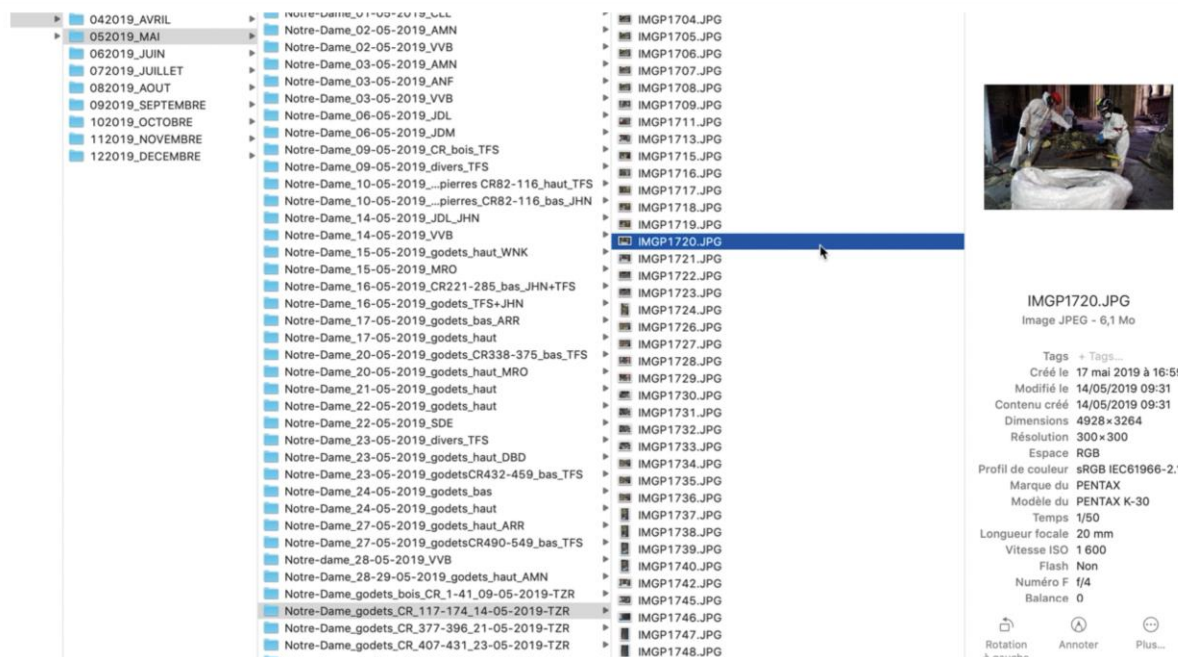 042019_AVRIL
052019_MAI
062019_JUIN
072019_JUILLET
082019_AOUT
092019_SEPTEMBRE
102019_OCTOBRE
112019_NOVEMBRE
122019_DECEMBRE
Notre-Dame_01-05-2019_CLL
Notre-Dame_02-05-2019_AMN
Notre-Dame_02-05-2019_VVB
Notre-Dame_03-05-2019_AMN
Notre-Dame_03-05-2019_ANF
Notre-Dame_03-05-2019_VVB
Notre-Dame_06-05-2019_JDL
Notre-Dame_06-05-2019_JDM
Notre-Dame_09-05-2019_CR_bois_TFS
Notre-Dame_09-05-2019_divers_TFS
Notre-Dame_10-05-2019_...pierres CR82-116_haut_TFS
Notre-Dame_10-05-2019_...pierres_CR82-116_bas_JHN
Notre-Dame_14-05-2019_JDL_JHN
Notre-Dame_14-05-2019_VVB
Notre-Dame_15-05-2019_godets_haut_WNK
Notre-Dame_15-05-2019_MRO
Notre-Dame_16-05-2019_CR221-285_bas_JHN+TFS
Notre-Dame_16-05-2019_godets_TFS+JHN
Notre-Dame_17-05-2019_godets_bas_ARR
Notre-Dame_17-05-2019_godets_haut
Notre-Dame_20-05-2019_godets_CR338-375_bas_TFS
Notre-Dame_20-05-2019_godets_haut_MRO
Notre-Dame_21-05-2019_godets_haut
Notre-Dame_22-05-2019_godets_haut
Notre-Dame_22-05-2019_SDE
Notre-Dame_23-05-2019_divers_TFS
Notre-Dame_23-05-2019_godets_haut_DBD
Notre-Dame_23-05-2019_godetsCR432-459_bas_TFS
Notre-Dame_24-05-2019_godets_bas
Notre-Dame_24-05-2019_godets_haut
Notre-Dame_27-05-2019_godets_haut_ARR
Notre-Dame_27-05-2019_godetsCR490-549_bas_TFS
Notre-dame_28-05-2019_VVB
Notre-Dame_28-29-05-2019_godets_haut_AMN
Notre-Dame_godets_bois_CR_1-41_09-05-2019-TZR
Notre-Dame_godets_CR_117-174_14-05-2019-TZR
Notre-Dame_godets_CR_377-396_21-05-2019-TZR
Notre-Dame_godets_CR_407-431_23-05-2019-TZR
IMGP1704.JPG
IMGP1705.JPG
IMGP1706.JPG
IMGP1707.JPG
IMGP1708.JPG
IMGP1709.JPG
IMGP1711.JPG
IMGP1713.JPG
IMGP1715.JPG
IMGP1716.JPG
IMGP1717.JPG
IMGP1718.JPG
IMGP1719.JPG
IMGP1720.JPG
IMGP1721.JPG
IMGP1722.JPG
IMGP1723.JPG
IMGP1724.JPG
IMGP1726.JPG
IMGP1727.JPG
IMGP1728.JPG
IMGP1729.JPG
IMGP1730.JPG
IMGP1731.JPG
IMGP1732.JPG
IMGP1733.JPG
IMGP1734.JPG
IMGP1735.JPG
IMGP1736.JPG
IMGP1737.JPG
IMGP1738.JPG
IMGP1739.JPG
IMGP1740.JPG
IMGP1742.JPG
IMGP1745.JPG
IMGP1746.JPG
IMGP1747.JPG
IMGP1748.JPG
IMGP1720.JPG
Image JPEG - 6,1 Mo
Tags + Tags...
Créé le 17 mai 2019 à 16:59
Modifié le 14/05/2019 09:31
Contenu créé 14/05/2019 09:31
Dimensions 4928×3264
Résolution 300×300
Espace RGB
Profil de couleur sRGB IEC61966-2.
Marque du PENTAX
Modèle du PENTAX K-30
Temps 1/50
Longueur focale 20 mm
Vitesse ISO 1 600
Flash Non
Numéro F f/4
Balance 0
Rotation Annoter Plus...
à gauche